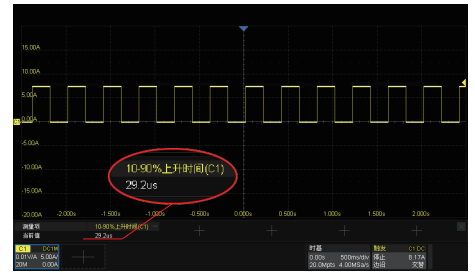 15.00A
10.00A
5.00A
0.00A
-5.00A
-10.00A
-15.00A
-20.00A -2.000s -1.500s -1.000s -0.500s 0.000s 0.500s 1.000s 1.500s 2.000s
10-90%上升时间(C1)
29.2us
测量项 10-90%上升时间(C1)
当前值 29.2us
C1 DC1M
0.01V/A 5.00A/
20M 0.00A
时基
0.00s 500ms/div
20.0Mpts 4.00MSa/s
触发 C1 DC
停止 8.17A
边沿 交替